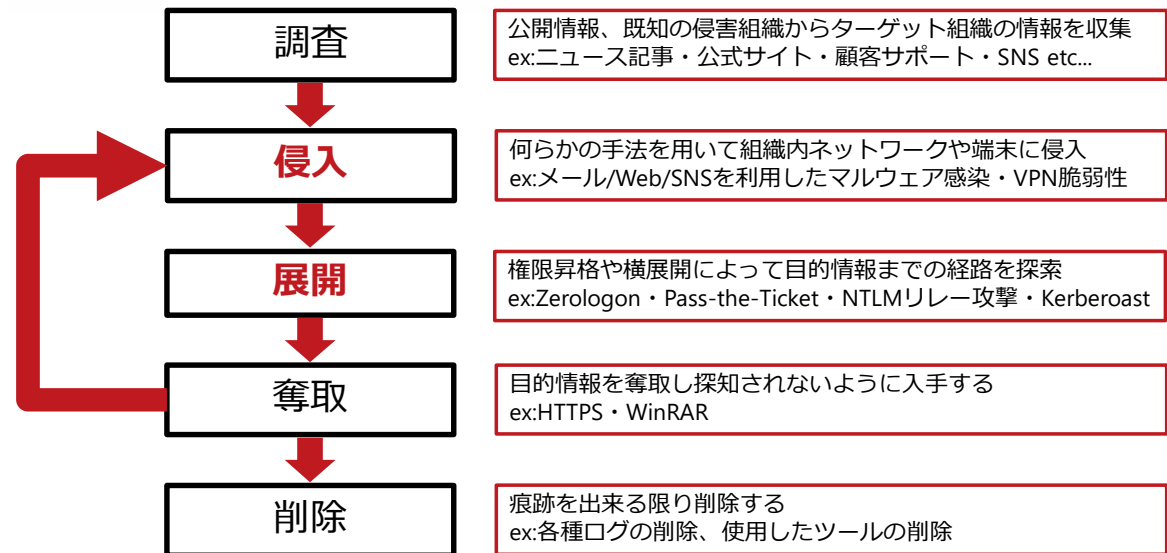 調査
公開情報、既知の侵害組織からターゲット組織の情報を収集
ex:ニュース記事・公式サイト・顧客サポート・SNS etc...
侵入
何らかの手法を用いて組織内ネットワークや端末に侵入
ex:メール/Web/SNSを利用したマルウェア感染・VPN脆弱性
展開
権限昇格や横展開によって目的情報までの経路を探索
ex:Zerologon・Pass-the-Ticket・NTLMリレー攻撃・Kerberoast
奪取
目的情報を奪取し探知されないように入手する
ex:HTTPS・WinRAR
削除
痕跡を出来る限り削除する
ex:各種ログの削除、使用したツールの削除